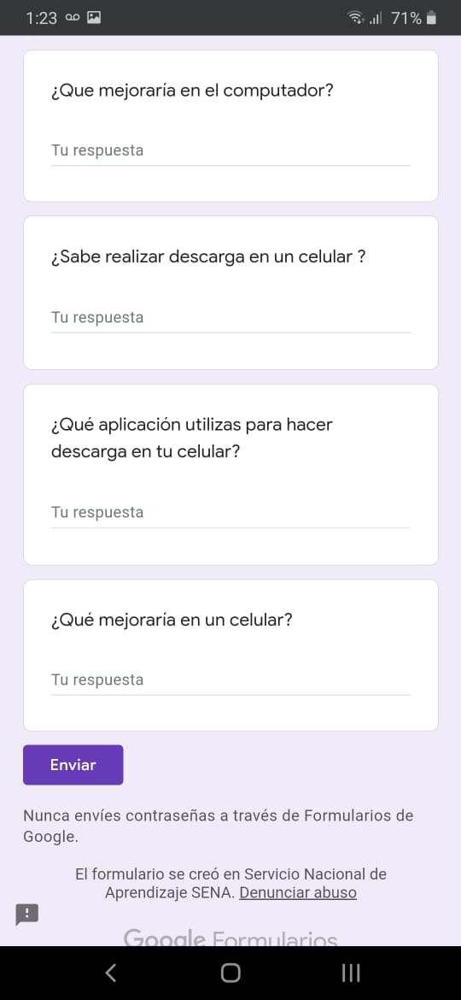 1:23
71%
¿Que mejoraría en el computador?
Tu respuesta
¿Sabe realizar descarga en un celular ?
Tu respuesta
¿Qué aplicación utilizas para hacer
descarga en tu celular?
Tu respuesta
¿Qué mejoraría en un celular?
Tu respuesta
Enviar
Nunca envíes contraseñas a través de Formularios de
Google.
El formulario se creó en Servicio Nacional de
Aprendizaje SENA. Denunciar abuso
Google Formularios